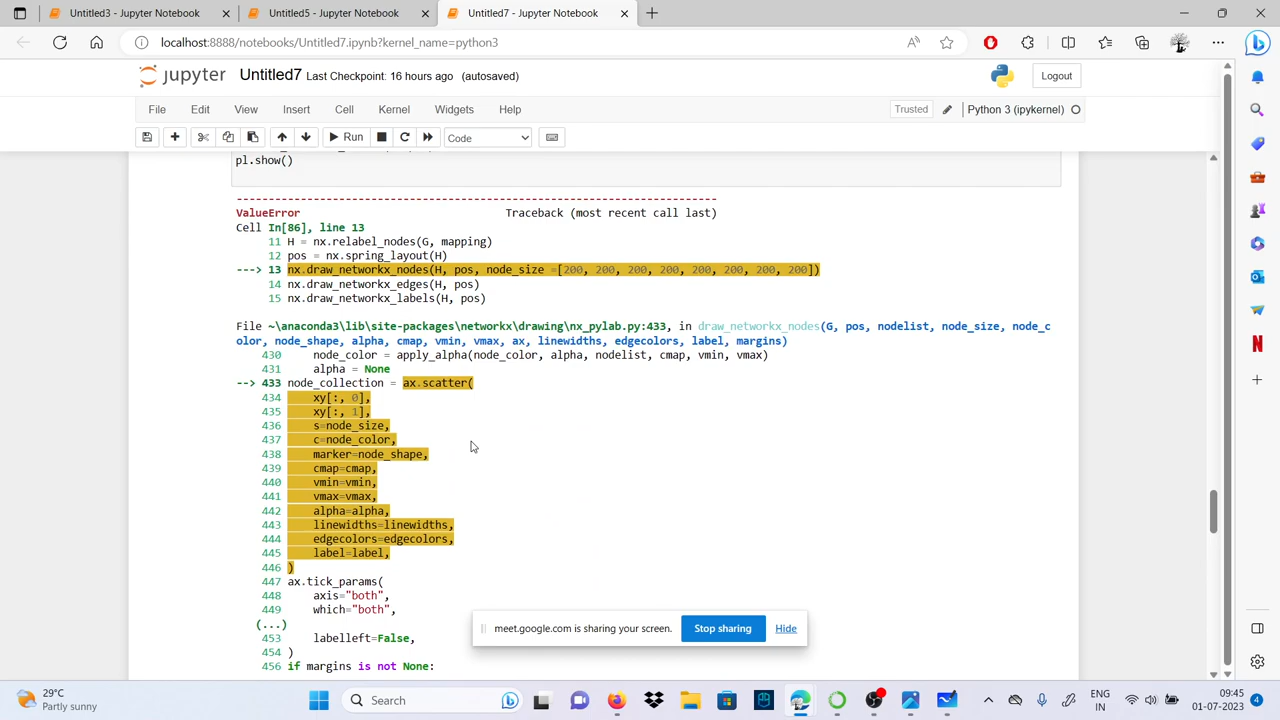 Untitled3 - Jupyter Notebook
Untitled5 - Jupyter Notebook
Untitled7 - Jupyter Notebook
localhost:8888/notebooks/Untitled7.ipynb?kernel_name=python3
jupyter Untitled7 Last Checkpoint: 16 hours ago (autosaved)
Logout
File Edit View Insert Cell Kernel Widgets Help
Trusted
Python 3 (ipykernel)
Run
Code
pl.show()
---------------------------------------------------------------------------
ValueError Traceback (most recent call last)
Cell In[86], line 13
11 H = nx.relabel_nodes(G, mapping)
12 pos = nx.spring_layout(H)
---> 13 nx.draw_networkx_nodes(H, pos, node_size =[200, 200, 200, 200, 200, 200, 200, 200])
14 nx.draw_networkx_edges(H, pos)
15 nx.draw_networkx_labels(H, pos)
File ~\anaconda3\lib\site-packages\networkx\drawing\nx_pylab.py:433, in draw_networkx_nodes(G, pos, nodelist, node_size, node_c
olor, node_shape, alpha, cmap, vmin, vmax, ax, linewidths, edgecolors, label, margins)
430 node_color = apply_alpha(node_color, alpha, nodelist, cmap, vmin, vmax)
431 alpha = None
--> 433 node_collection = ax.scatter(
434 xy[:, 0],
435 xy[:, 1],
436 s=node_size,
437 c=node_color,
438 marker=node_shape,
439 cmap=cmap,
440 vmin=vmin,
441 vmax=vmax,
442 alpha=alpha,
443 linewidths=linewidths,
444 edgecolors=edgecolors,
445 label=label,
446 )
447 ax.tick_params(
448 axis="both",
449 which="both",
(...)
453 labelleft=False,
454 )
456 if margins is not None:
meet.google.com is sharing your screen. Stop sharing Hide
29°C
Partly sunny
Search
ENG
IN
09:45
01-07-2023
4